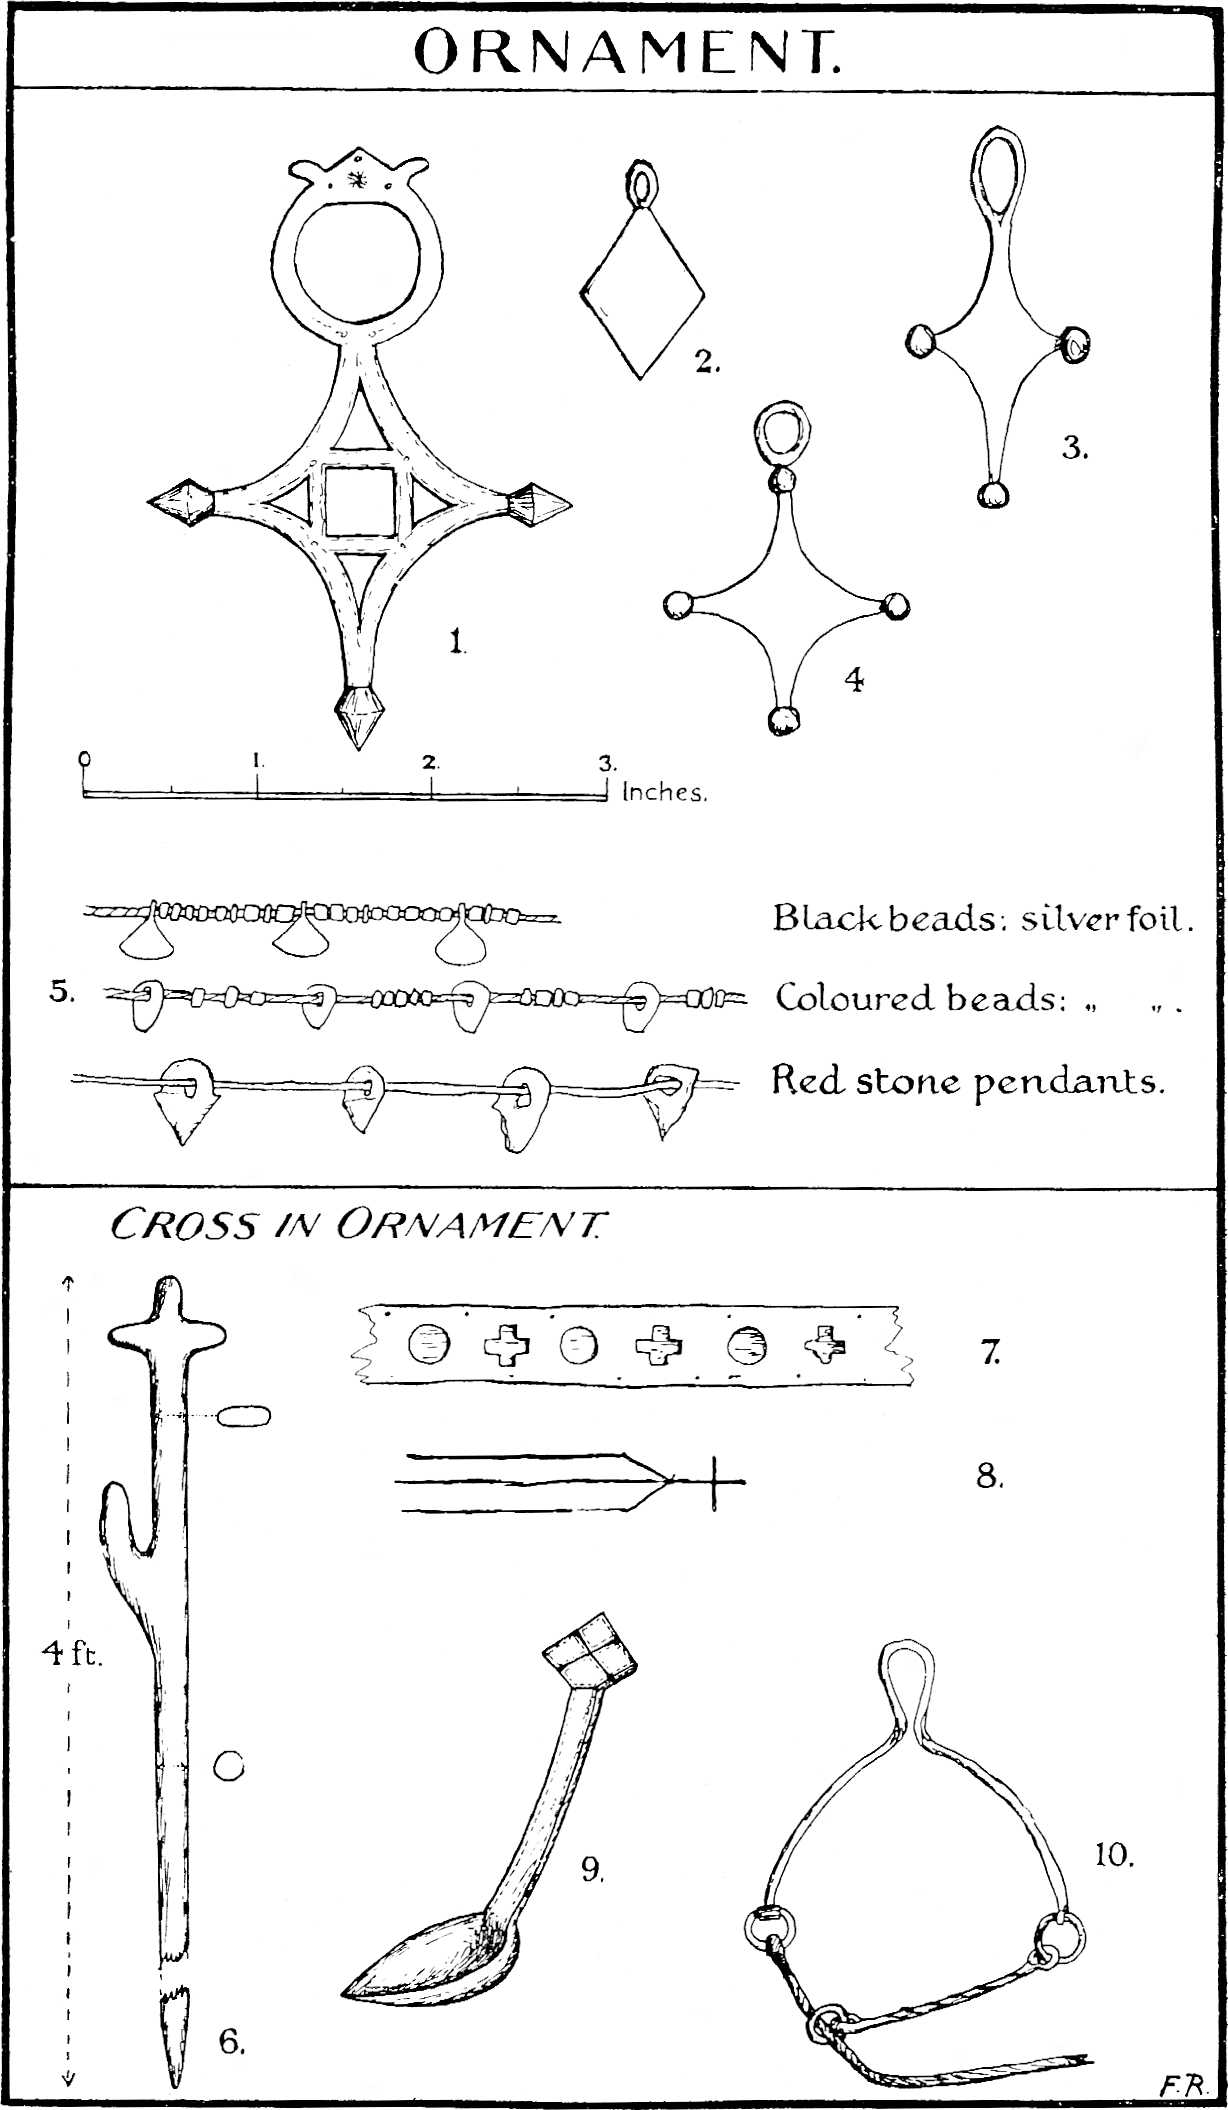 ORNAMENT.
1.
2.
3.
4
0 1. 2. 3. Inches.
5.
Black beads: silver foil.
Coloured beads: „ „ .
Red stone pendants.
CROSS IN ORNAMENT.
4 ft.
6.
7.
8.
9.
10.
F.R.